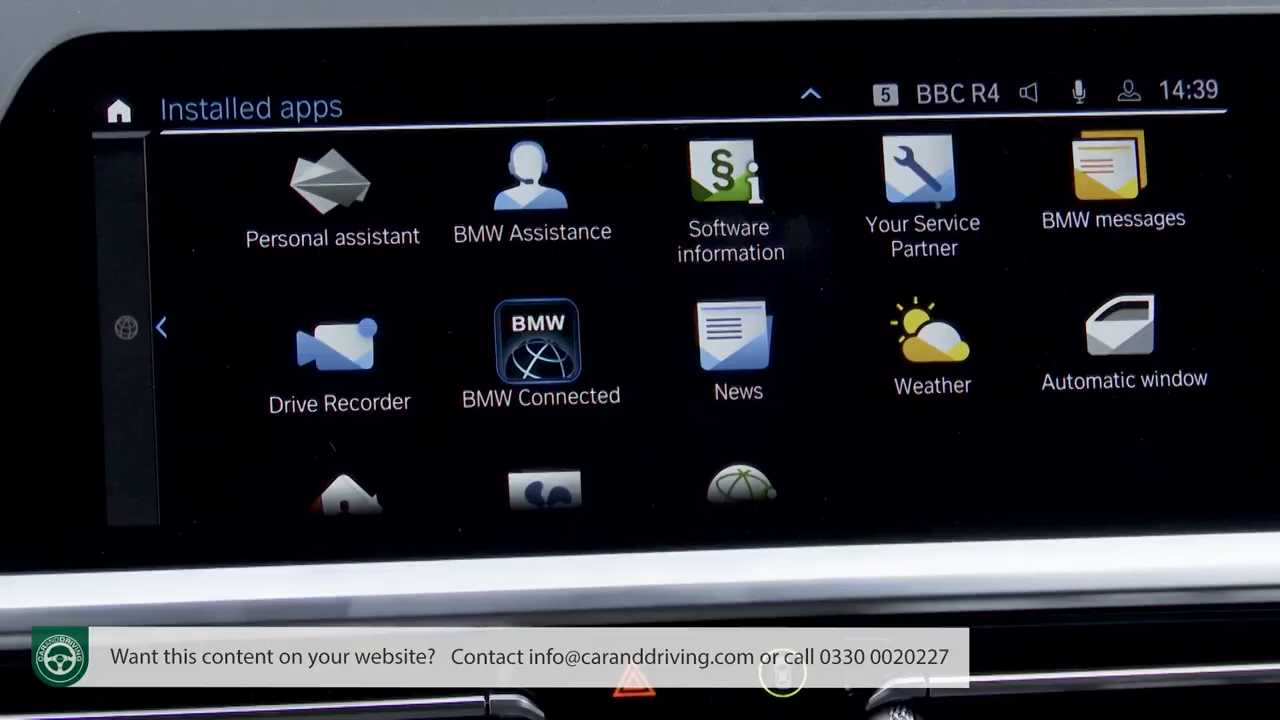 Installed apps
5 BBC R4 14:39
Personal assistant
BMW Assistance
Software
information
Your Service
Partner
BMW messages
Drive Recorder
BMW
BMW Connected
News
Weather
Automatic window
CARANDDRIVING
Want this content on your website? Contact info@caranddriving.com or call 0330 0020227